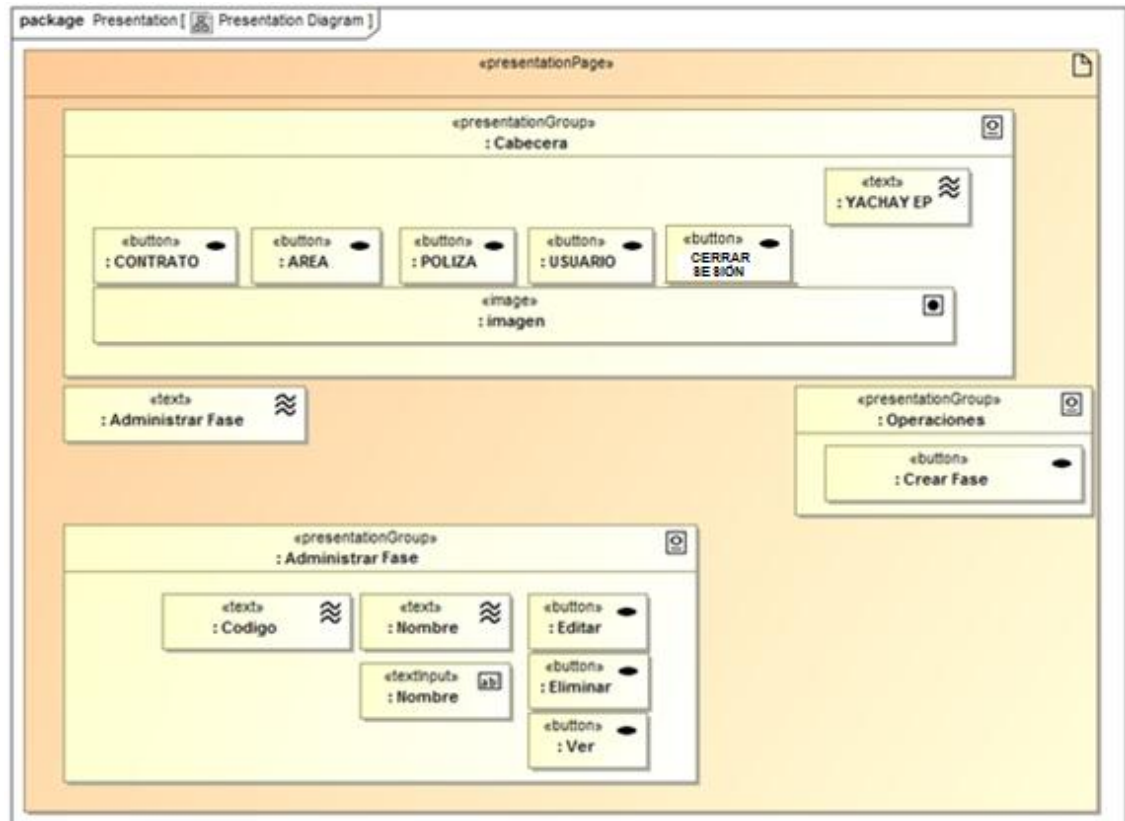 package Presentation [ Presentation Diagram ]
«presentationPage»
«presentationGroup»
: Cabecera
«text»
: YACHAY EP
«button»
: CONTRATO
«button»
: AREA
«button»
: POLIZA
«button»
: USUARIO
«button»
CERRAR
SESIÓN
«image»
: imagen
«text»
: Administrar Fase
«presentationGroup»
: Operaciones
«button»
: Crear Fase
«presentationGroup»
: Administrar Fase
«text»
: Codigo
«text»
: Nombre
«button»
: Editar
«textInput»
: Nombre
ab
«button»
: Eliminar
«button»
: Ver